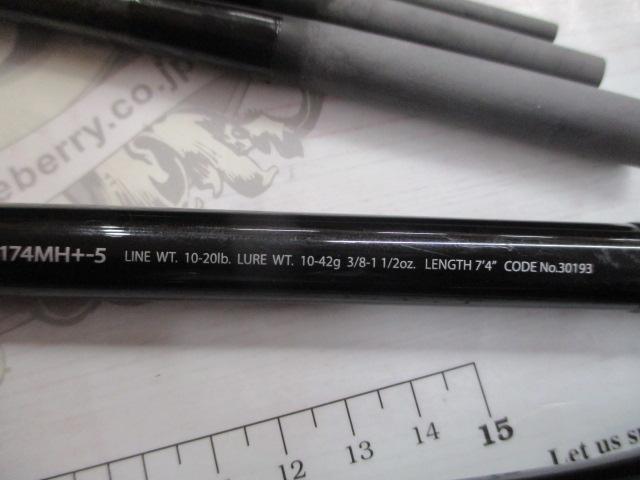 eberry.co.jp
174MH+-5 LINE WT. 10-20lb. LURE WT. 10-42g 3/8-1 1/2oz. LENGTH 7'4" CODE No.30193
12 13 14 15
Let us